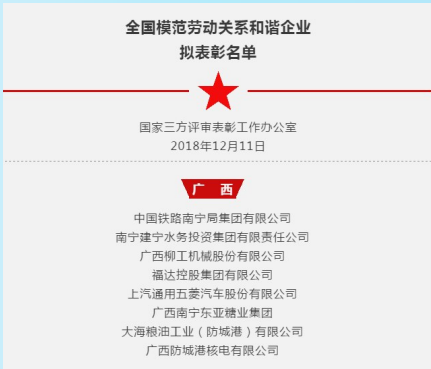 全国模范劳动关系和谐企业
拟表彰名单
国家三方评审表彰工作办公室
2018年12月11日
广 西
中国铁路南宁局集团有限公司
南宁建宁水务投资集团有限责任公司
广西柳工机械股份有限公司
福达控股集团有限公司
上汽通用五菱汽车股份有限公司
广西南宁东亚糖业集团
大海粮油工业（防城港）有限公司
广西防城港核电有限公司